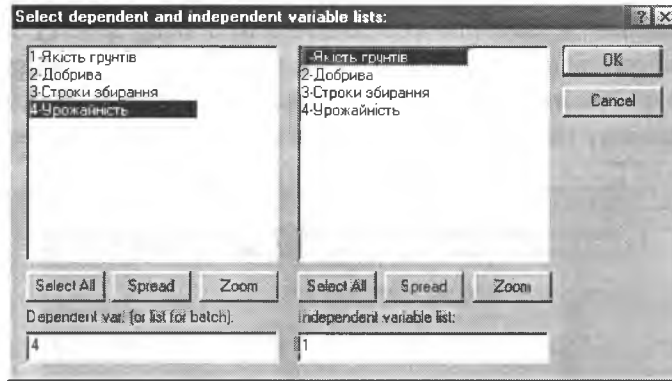 Select dependent and independent variable lists:
1-Якість грунтів
2-Добрива
3-Строки збирання
4-Урожайність
1-Якість грунтів
2-Добрива
3-Строки збирання
4-Урожайність
OK
Cancel
Select All
Spread
Zoom
Select All
Spread
Zoom
Dependent var. (or list for batch):
Independent variable list:
4
1